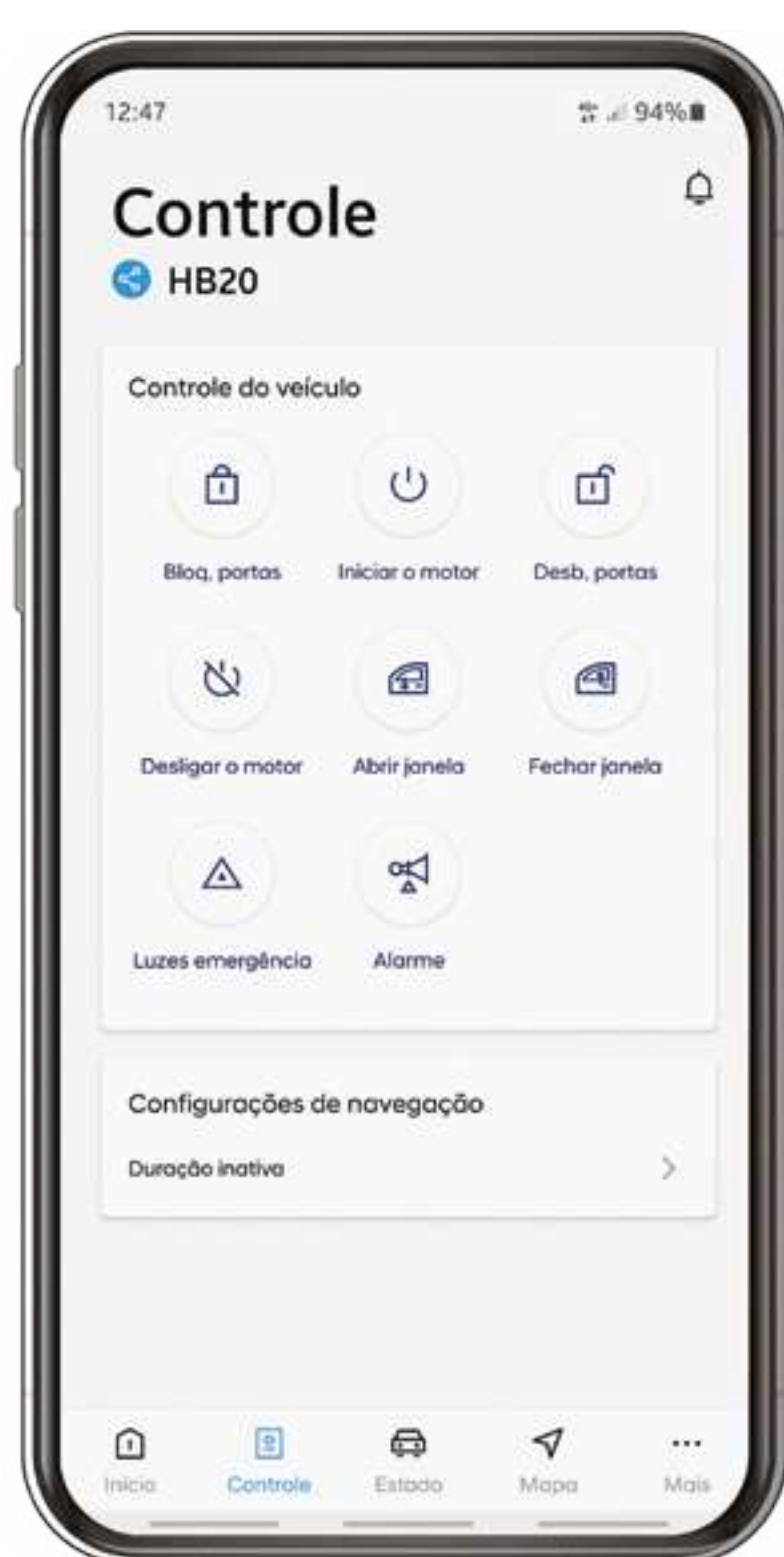 12:47 94%
Controle
HB20
Controle do veículo
Bloq, portas Iniciar o motor Desb, portas
Desligar o motor Abrir janela Fechar janela
Luzes emergência Alarme
Configurações de navegação
Duração inativa
Início Controle Estado Mapa Mais